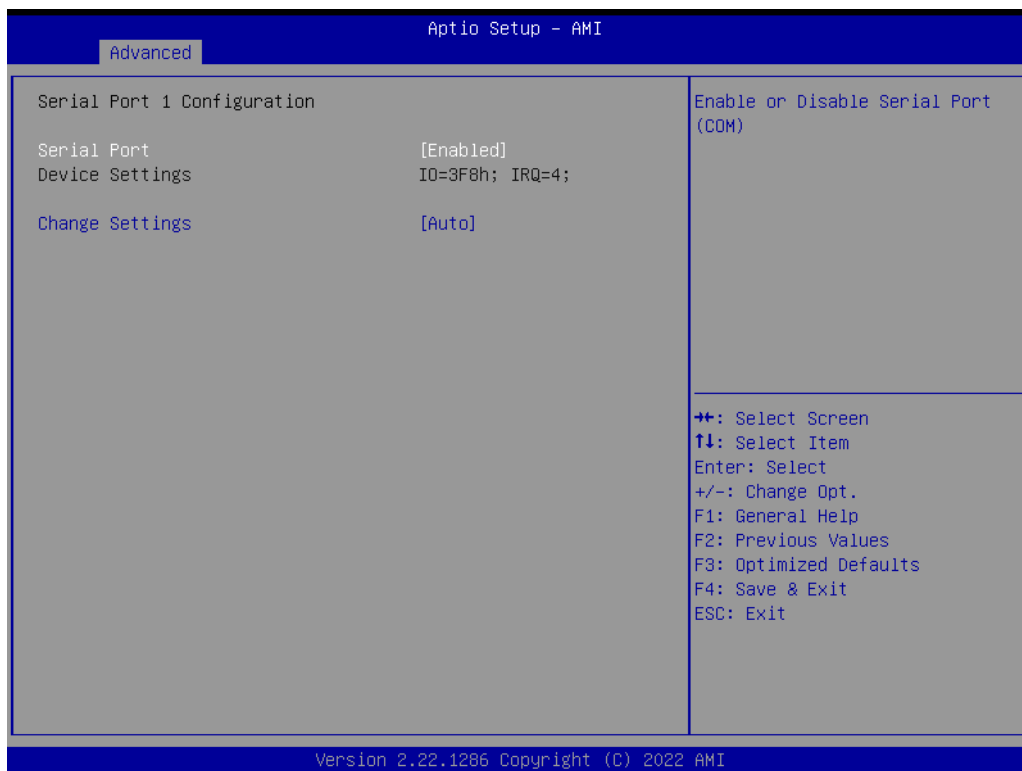 Aptio Setup – AMI
Advanced
Serial Port 1 Configuration
Serial Port [Enabled]
Device Settings IO=3F8h; IRQ=4;
Change Settings [Auto]
Enable or Disable Serial Port
(COM)
→←: Select Screen
↑↓: Select Item
Enter: Select
+/-: Change Opt.
F1: General Help
F2: Previous Values
F3: Optimized Defaults
F4: Save & Exit
ESC: Exit
Version 2.22.1286 Copyright (C) 2022 AMI